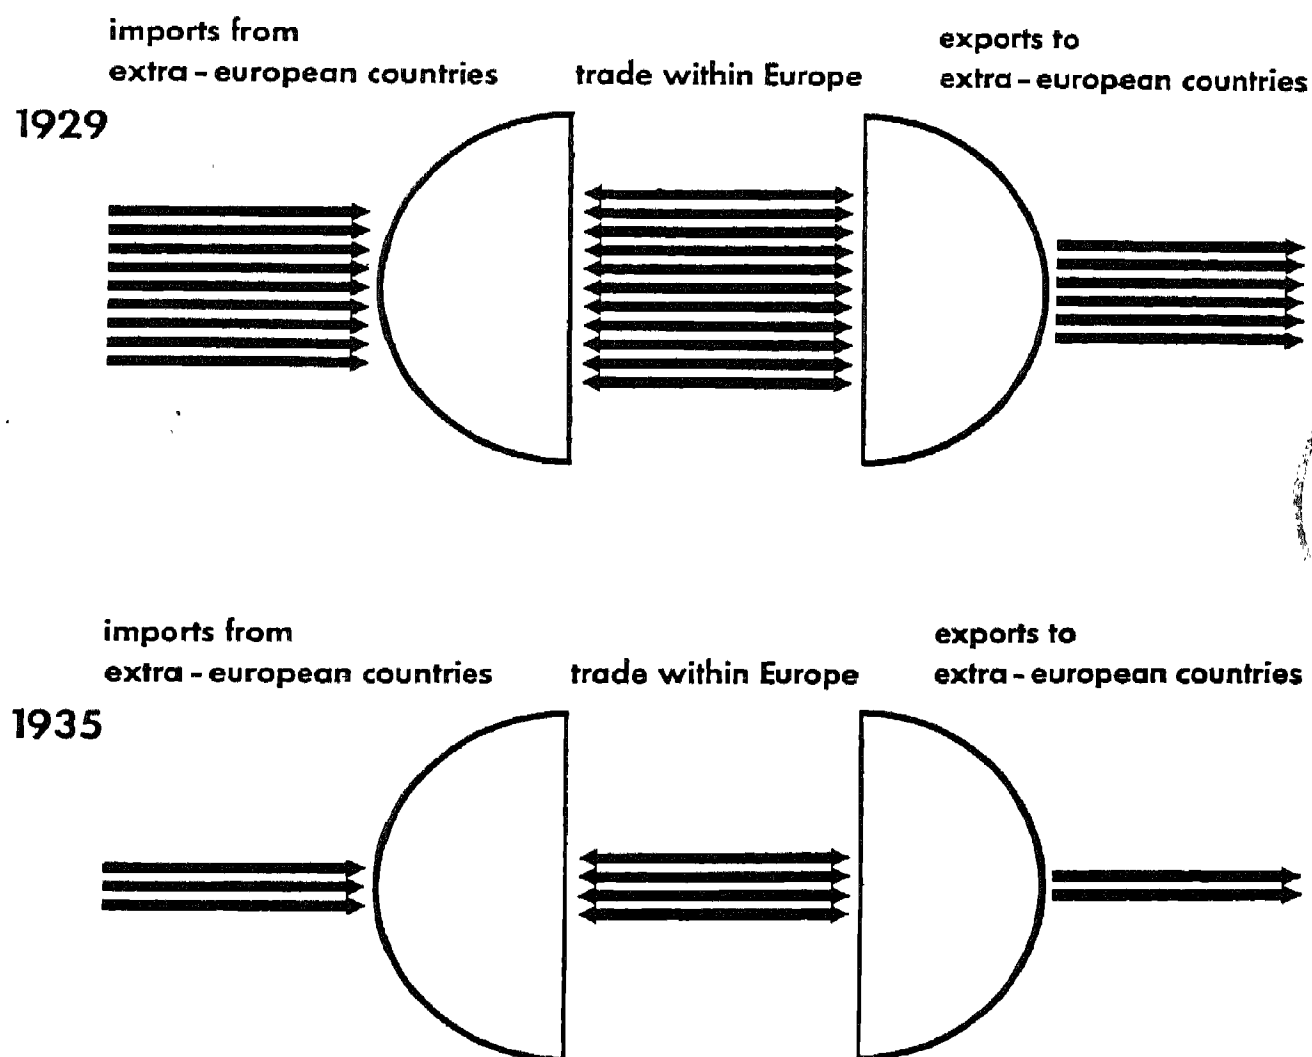 imports from
extra-european countries
trade within Europe
exports to
extra-european countries
1929
imports from
extra-european countries
trade within Europe
exports to
extra-european countries
1935